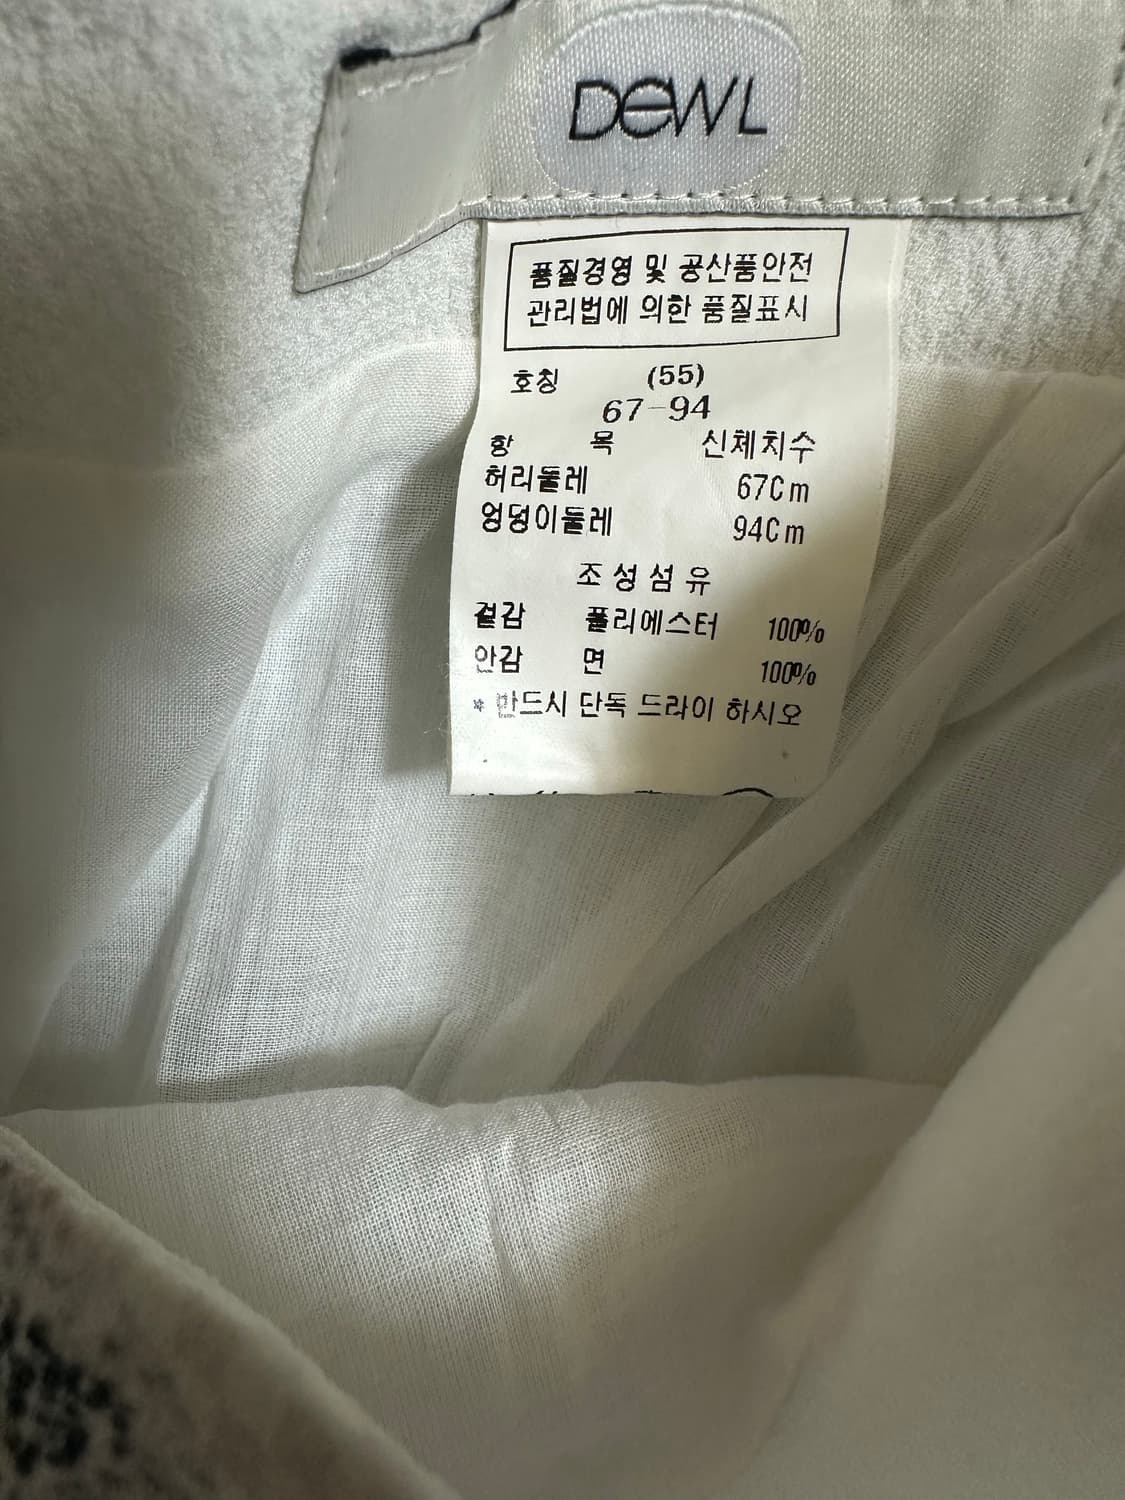 DeWL
품질경영 및 공산품안전
관리법에 의한 품질표시
호칭 (55)
67-94
항 목 신체치수
허리둘레 67Cm
엉덩이둘레 94Cm
조성섬유
겉감 폴리에스터 100%
안감 면 100%
* 반드시 단독 드라이 하시오